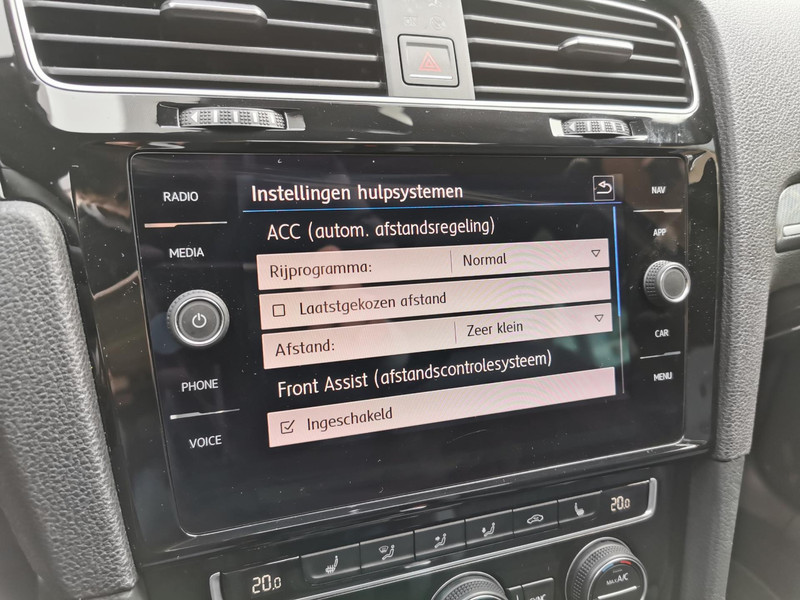 RADIO
MEDIA
PHONE
VOICE
Instellingen hulpsystemen
ACC (autom. afstandsregeling)
Rijprogramma: Normal
Laatstgekozen afstand
Afstand: Zeer klein
Front Assist (afstandscontrolesysteem)
Ingeschakeld
NAV
APP
CAR
MENU
20.0
20.0
MAX A/C